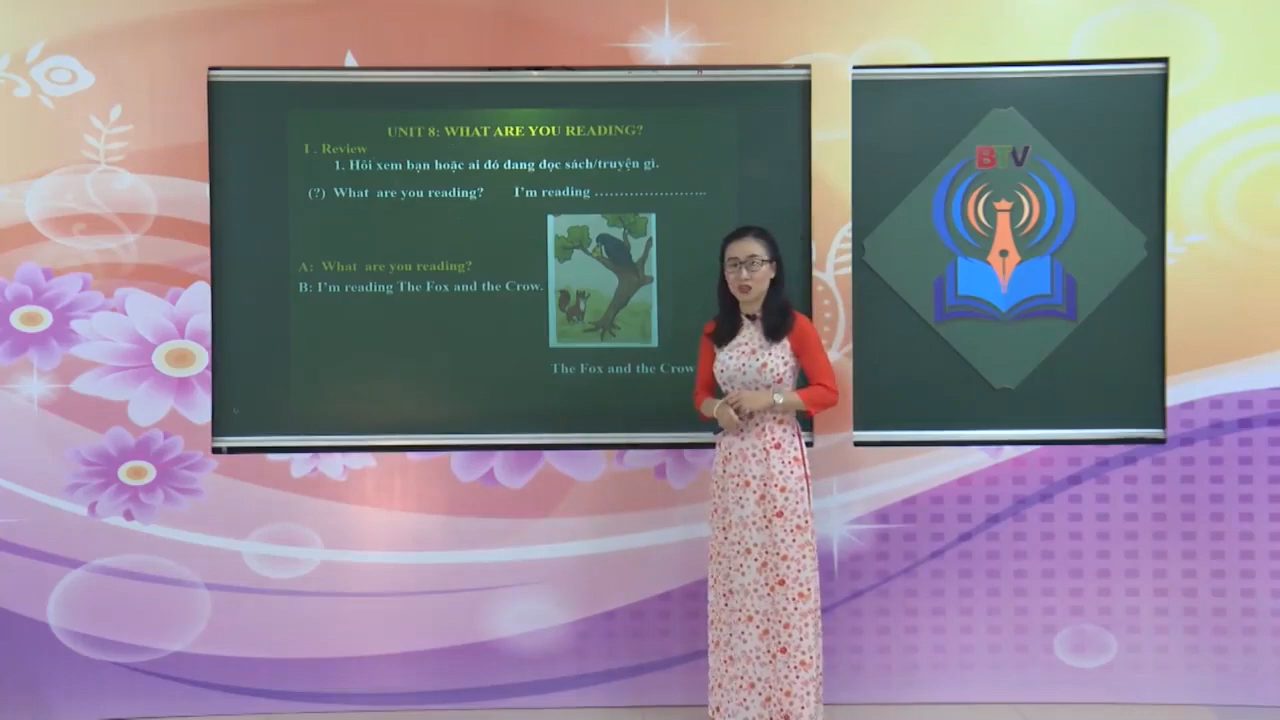 UNIT 8: WHAT ARE YOU READING?
I . Review
1. Hỏi xem bạn hoặc ai đó đang đọc sách/truyện gì.
(?) What are you reading? I'm reading …………………..
A: What are you reading?
B: I'm reading The Fox and the Crow.
The Fox and the Crow
BTV